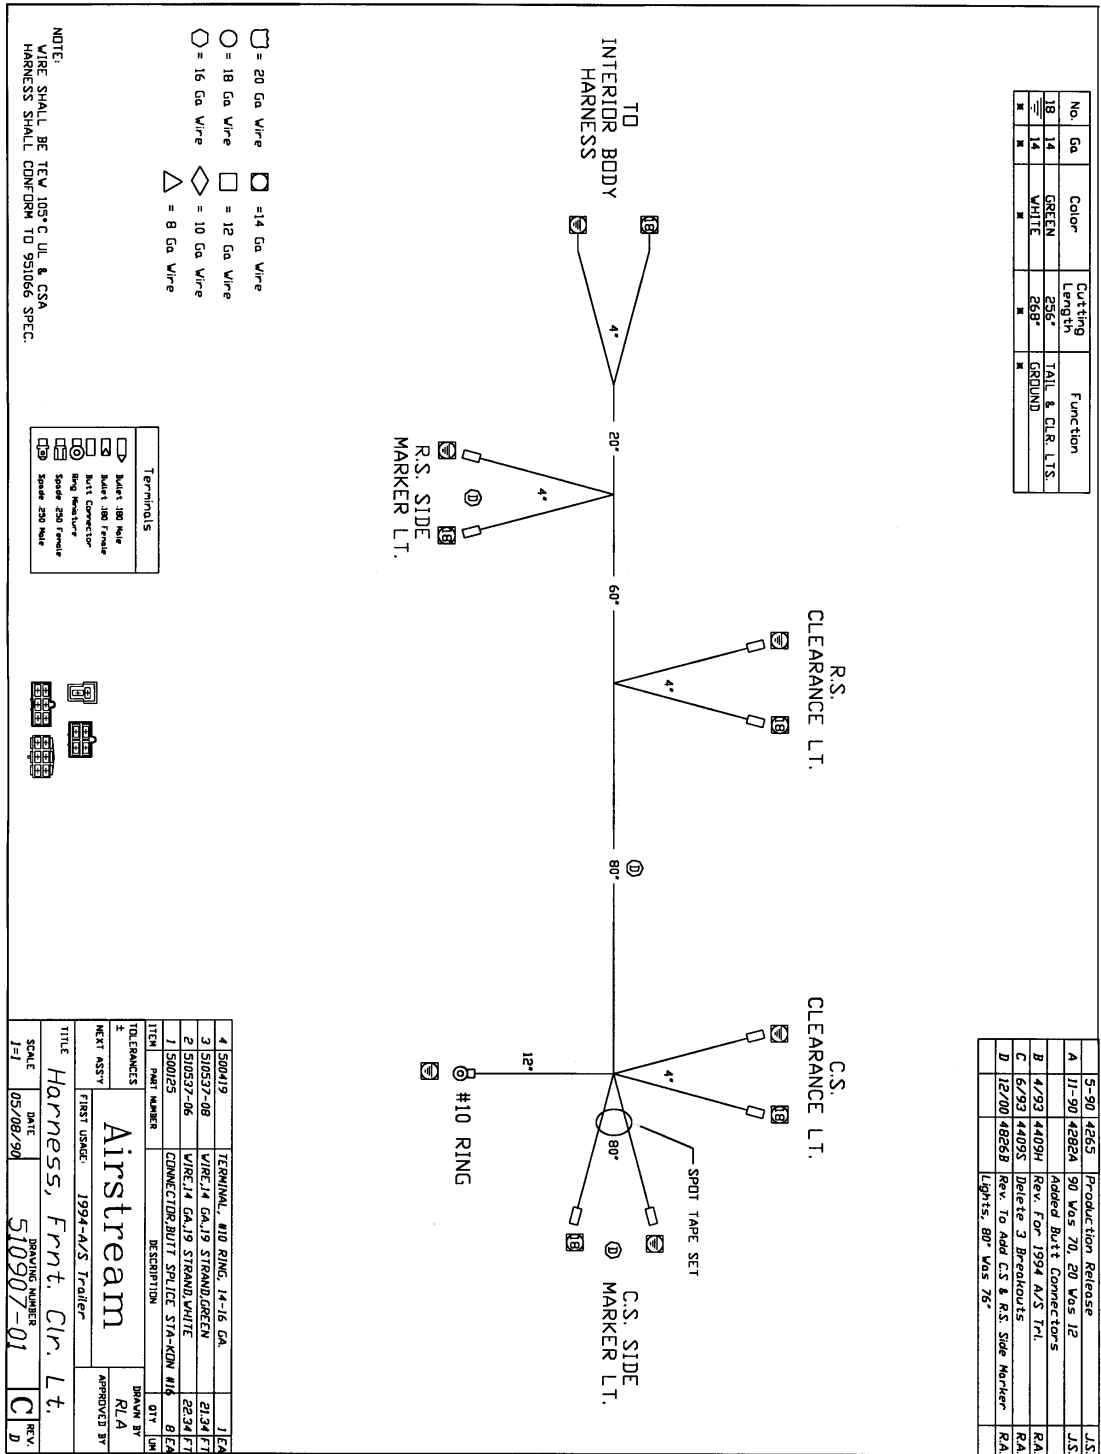 No. Ga Color Cutting Length Function
18 14 GREEN 256" TAIL & CLR. LTS.
14 WHITE 268" GROUND
* * * *
5-90 4265 Production Release J.S.
A 11-90 4282A 90 Was 70, 20 Was 12 J.S.
Added Butt Connectors
B 4/93 4409H Rev. For 1994 A/S Trl. R.A.
C 6/93 4409S Delete 3 Breakouts R.A.
D 12/00 4826B Rev. To Add C.S & R.S. Side Marker R.A.
Lights, 80" Was 76"
TO
INTERIOR BODY
HARNESS
18
4"
20"
R.S. SIDE
MARKER LT.
D
18
4"
60"
R.S.
CLEARANCE LT.
18
4"
80"
D
C.S.
CLEARANCE LT.
18
4"
12"
#10 RING
80"
SPOT TAPE SET
18
D
C.S. SIDE
MARKER LT.
= 20 Ga Wire
=14 Ga Wire
= 18 Ga Wire
= 12 Ga Wire
= 16 Ga Wire
= 10 Ga Wire
= 8 Ga Wire
NOTE:
WIRE SHALL BE TEW 105°C UL & CSA
HARNESS SHALL CONFORM TO 951066 SPEC.
Terminals
Bullet .180 Male
Bullet .180 Female
Butt Connector
Ring Miniature
Spade .250 Female
Spade .250 Male
4 500419 TERMINAL, #10 RING, 14-16 GA. 1 EA
3 510537-08 WIRE,14 GA,19 STRAND,GREEN 21.34 FT
2 510537-06 WIRE,14 GA,19 STRAND,WHITE 22.34 FT
1 500125 CONNECTOR,BUTT SPLICE STA-KON #16 8 EA
ITEM PART NUMBER DESCRIPTION QTY UM
TOLERANCES
±
Airstream
DRAWN BY
RLA
NEXT ASS'Y
FIRST USAGE: 1994-A/S Trailer
APPROVED BY
TITLE Harness, Frnt. Clr. Lt.
SCALE
1=1
DATE
05/08/90
DRAWING NUMBER
510907-01
C
REV.
D